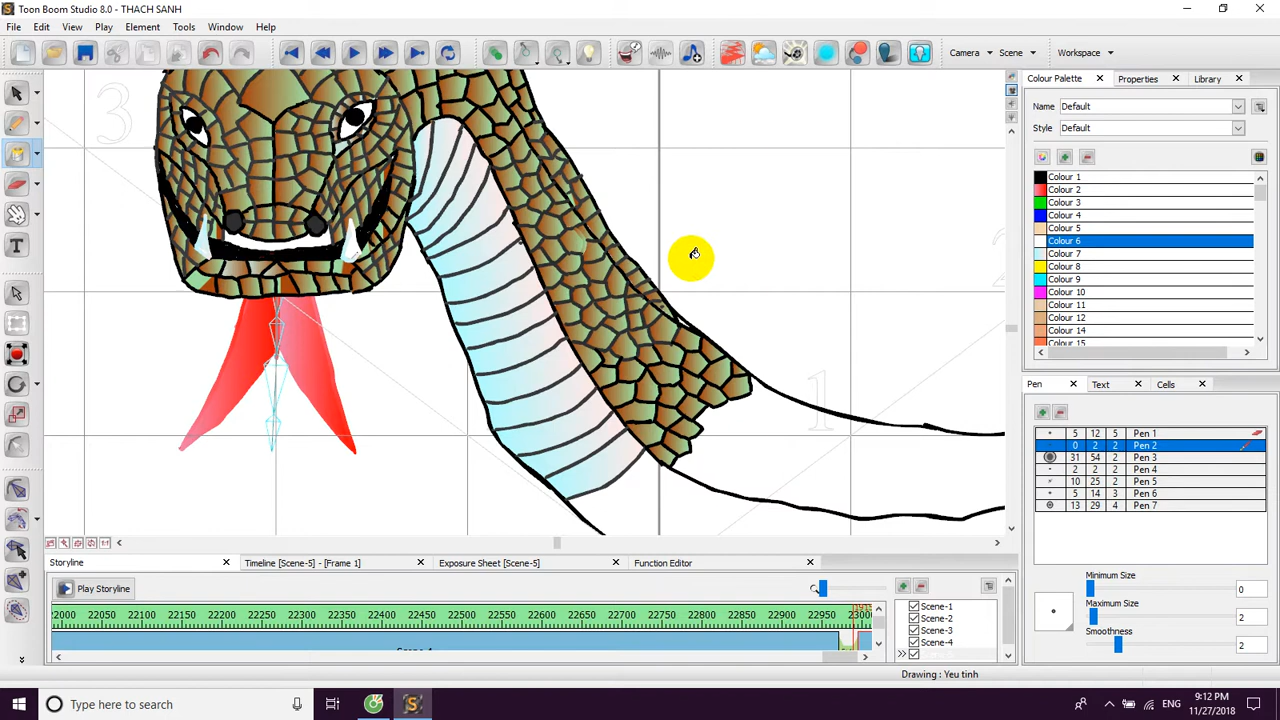 Toon Boom Studio 8.0 - THACH SANH
File Edit View Play Element Tools Window Help
Camera Scene Workspace
Colour Palette Properties Library
Name Default
Style Default
Colour 1
Colour 2
Colour 3
Colour 4
Colour 5
Colour 6
Colour 7
Colour 8
Colour 9
Colour 10
Colour 11
Colour 12
Colour 14
Colour 15
3
2
1
Pen Text Cells
5 12 5 Pen 1
0 2 2 Pen 2
31 54 2 Pen 3
2 2 2 Pen 4
10 25 2 Pen 5
5 14 3 Pen 6
13 29 4 Pen 7
Minimum Size
0
Maximum Size
2
Smoothness
2
Storyline Timeline [Scene-5] - [Frame 1] Exposure Sheet [Scene-5] Function Editor
Play Storyline
22050 22100 22150 22200 22250 22300 22350 22400 22450 22500 22550 22600 22650 22700 22750 22800 22850 22900
Scene-4
Scene-1
Scene-2
Scene-3
Scene-4
Drawing : Yeu tinh
Type here to search
ENG
9:12 PM
11/27/2018